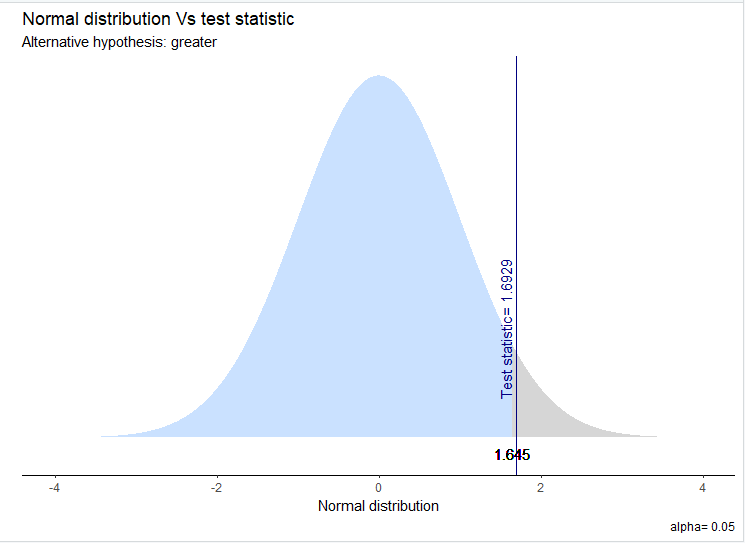 Normal distribution Vs test statistic
Alternative hypothesis: greater
Test statistic= 1.6929
1.645
-4
-2
0
2
4
Normal distribution
alpha= 0.05